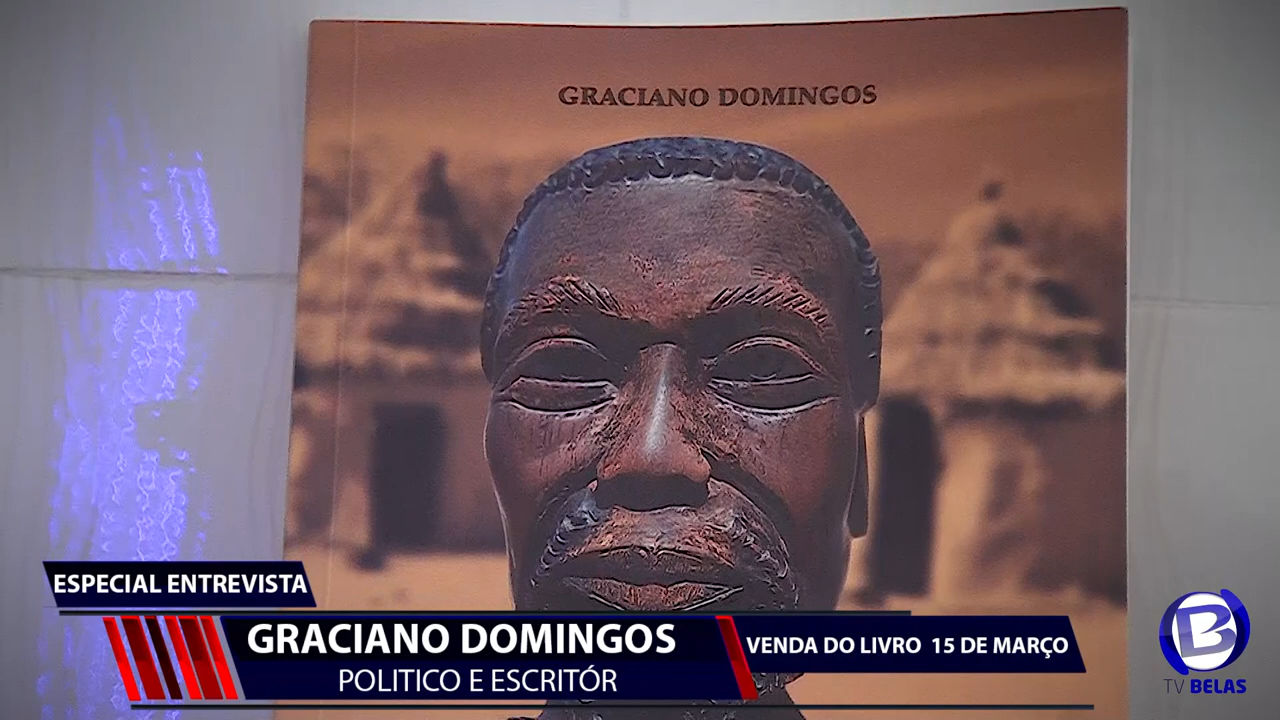 GRACIANO DOMINGOS
ESPECIAL ENTREVISTA
GRACIANO DOMINGOS
POLITICO E ESCRITÓR
VENDA DO LIVRO 15 DE MARÇO
B
TV BELAS